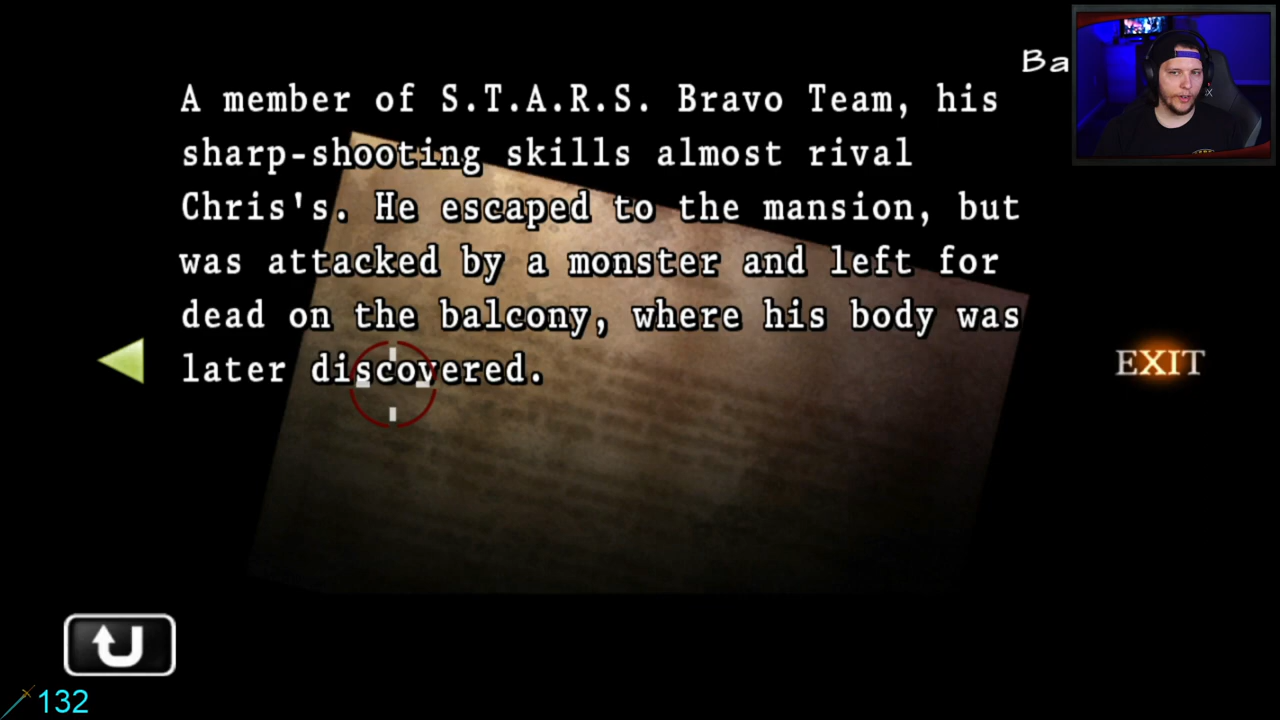 Ba
A member of S.T.A.R.S. Bravo Team, his
sharp-shooting skills almost rival
Chris's. He escaped to the mansion, but
was attacked by a monster and left for
dead on the balcony, where his body was
later discovered.
EXIT
132